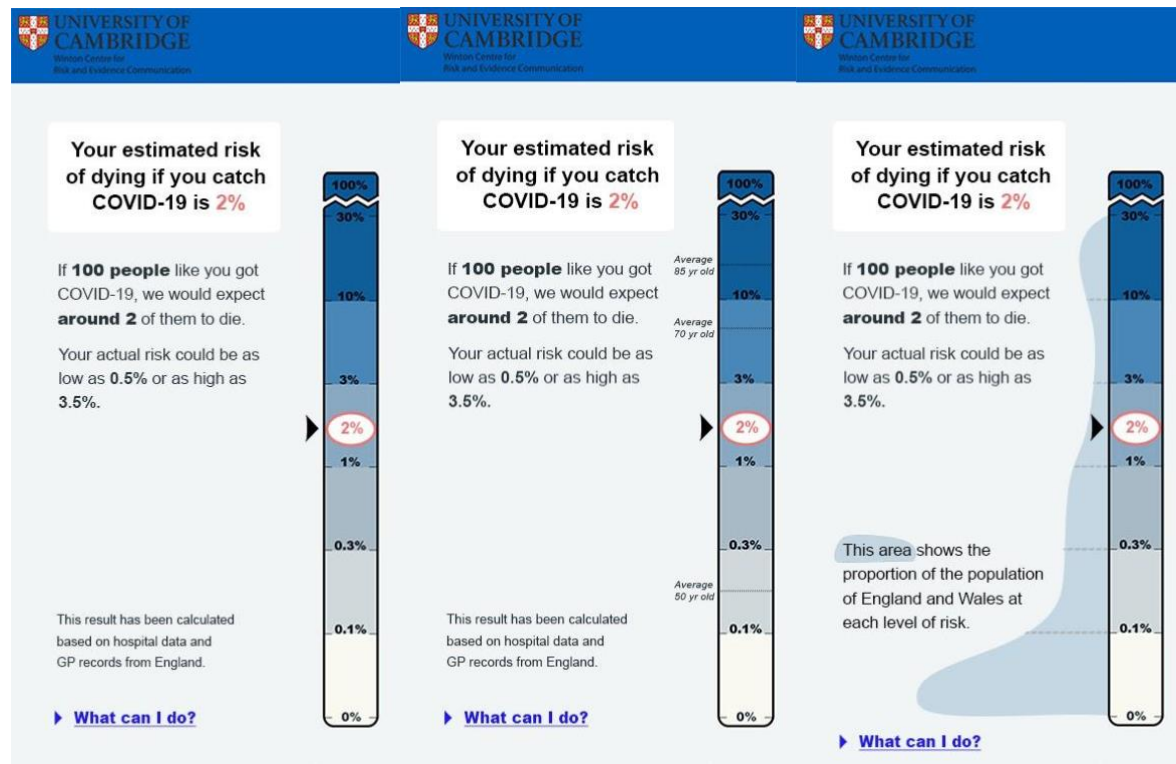 UNIVERSITY OF
CAMBRIDGE
Winton Centre for
Risk and Evidence Communication
Your estimated risk
of dying if you catch
COVID-19 is 2%
If 100 people like you got
COVID-19, we would expect
around 2 of them to die.
Your actual risk could be as
low as 0.5% or as high as
3.5%.
This result has been calculated
based on hospital data and
GP records from England.
What can I do?
100%
30%
10%
3%
2%
1%
0.3%
0.1%
0%
UNIVERSITY OF
CAMBRIDGE
Winton Centre for
Risk and Evidence Communication
Your estimated risk
of dying if you catch
COVID-19 is 2%
If 100 people like you got
COVID-19, we would expect
around 2 of them to die.
Your actual risk could be as
low as 0.5% or as high as
3.5%.
This result has been calculated
based on hospital data and
GP records from England.
What can I do?
Average
85 yr old
Average
70 yr old
Average
50 yr old
100%
30%
10%
3%
2%
1%
0.3%
0.1%
0%
UNIVERSITY OF
CAMBRIDGE
Winton Centre for
Risk and Evidence Communication
Your estimated risk
of dying if you catch
COVID-19 is 2%
If 100 people like you got
COVID-19, we would expect
around 2 of them to die.
Your actual risk could be as
low as 0.5% or as high as
3.5%.
This area shows the
proportion of the population
of England and Wales at
each level of risk.
What can I do?
100%
30%
10%
3%
2%
1%
0.3%
0.1%
0%